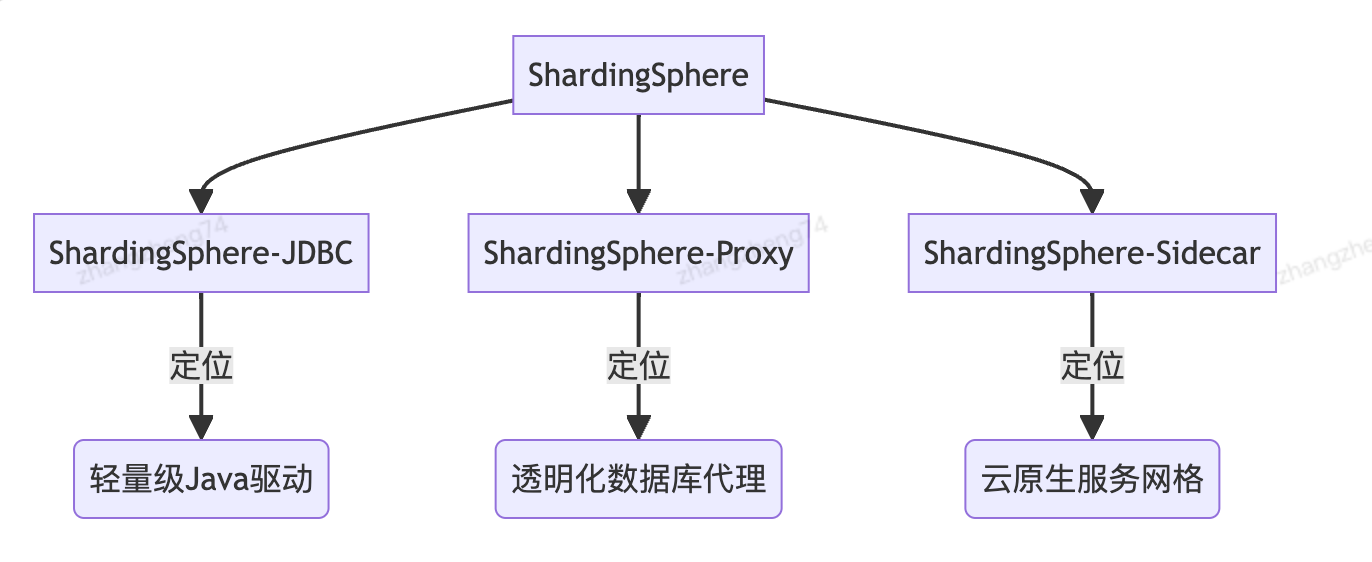 ShardingSphere
ShardingSphere-JDBC
ShardingSphere-Proxy
ShardingSphere-Sidecar
定位
定位
定位
轻量级Java驱动
透明化数据库代理
云原生服务网格